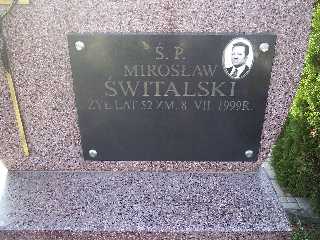 Ś. P.
MIROSŁAW
ŚWITALSKI
ŻYŁ LAT 52 ZM. 8. VII. 1999R.